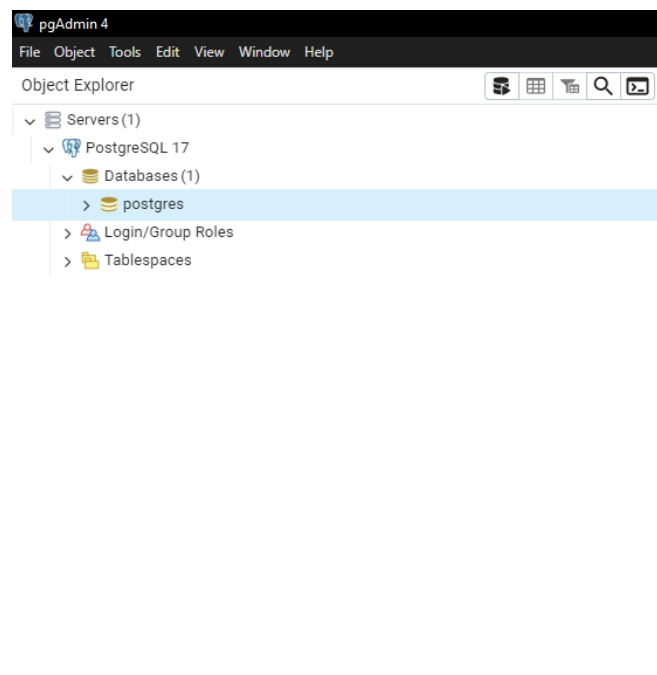 pgAdmin 4
File Object Tools Edit View Window Help
Object Explorer
Servers (1)
PostgreSQL 17
Databases (1)
postgres
Login/Group Roles
Tablespaces